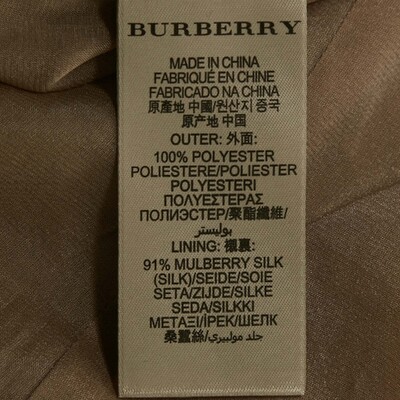 BURBERRY
MADE IN CHINA
FABRIQUÉ EN CHINE
FABRICADO NA CHINA
原產地 中國/원산지 중국
原产地 中国
OUTER: 外面:
100% POLYESTER
POLIESTERE/POLIESTER
POLYESTERI
ΠΟΛΥΕΣΤΕΡΑΣ
ПОЛИЭСТЕР/聚酯纖維/
بوليستر
LINING: 襯裏:
91% MULBERRY SILK
(SILK)/SEIDE/SOIE
SETA/ZIJDE/SILKE
SEDA/SILKKI
ΜΕΤΑΞΙ/İPEK/ШЕЛК
桑蠶絲/جلد مولبيري